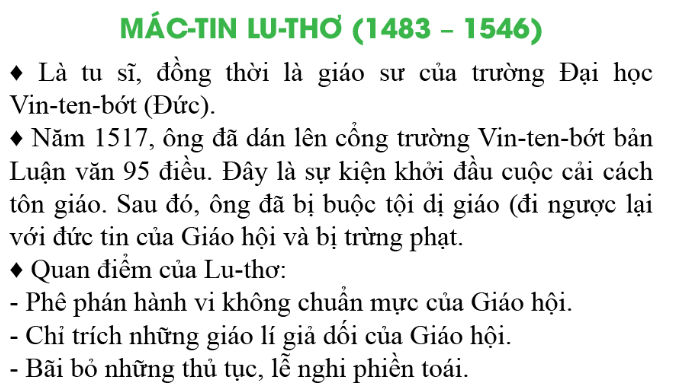 MÁC-TIN LU-THƠ (1483 – 1546)
♦ Là tu sĩ, đồng thời là giáo sư của trường Đại học
Vin-ten-bớt (Đức).
♦ Năm 1517, ông đã dán lên cổng trường Vin-ten-bớt bản
Luận văn 95 điều. Đây là sự kiện khởi đầu cuộc cải cách
tôn giáo. Sau đó, ông đã bị buộc tội dị giáo (đi ngược lại
với đức tin của Giáo hội và bị trừng phạt.
♦ Quan điểm của Lu-thơ:
- Phê phán hành vi không chuẩn mực của Giáo hội.
- Chỉ trích những giáo lí giả dối của Giáo hội.
- Bãi bỏ những thủ tục, lễ nghi phiền toái.